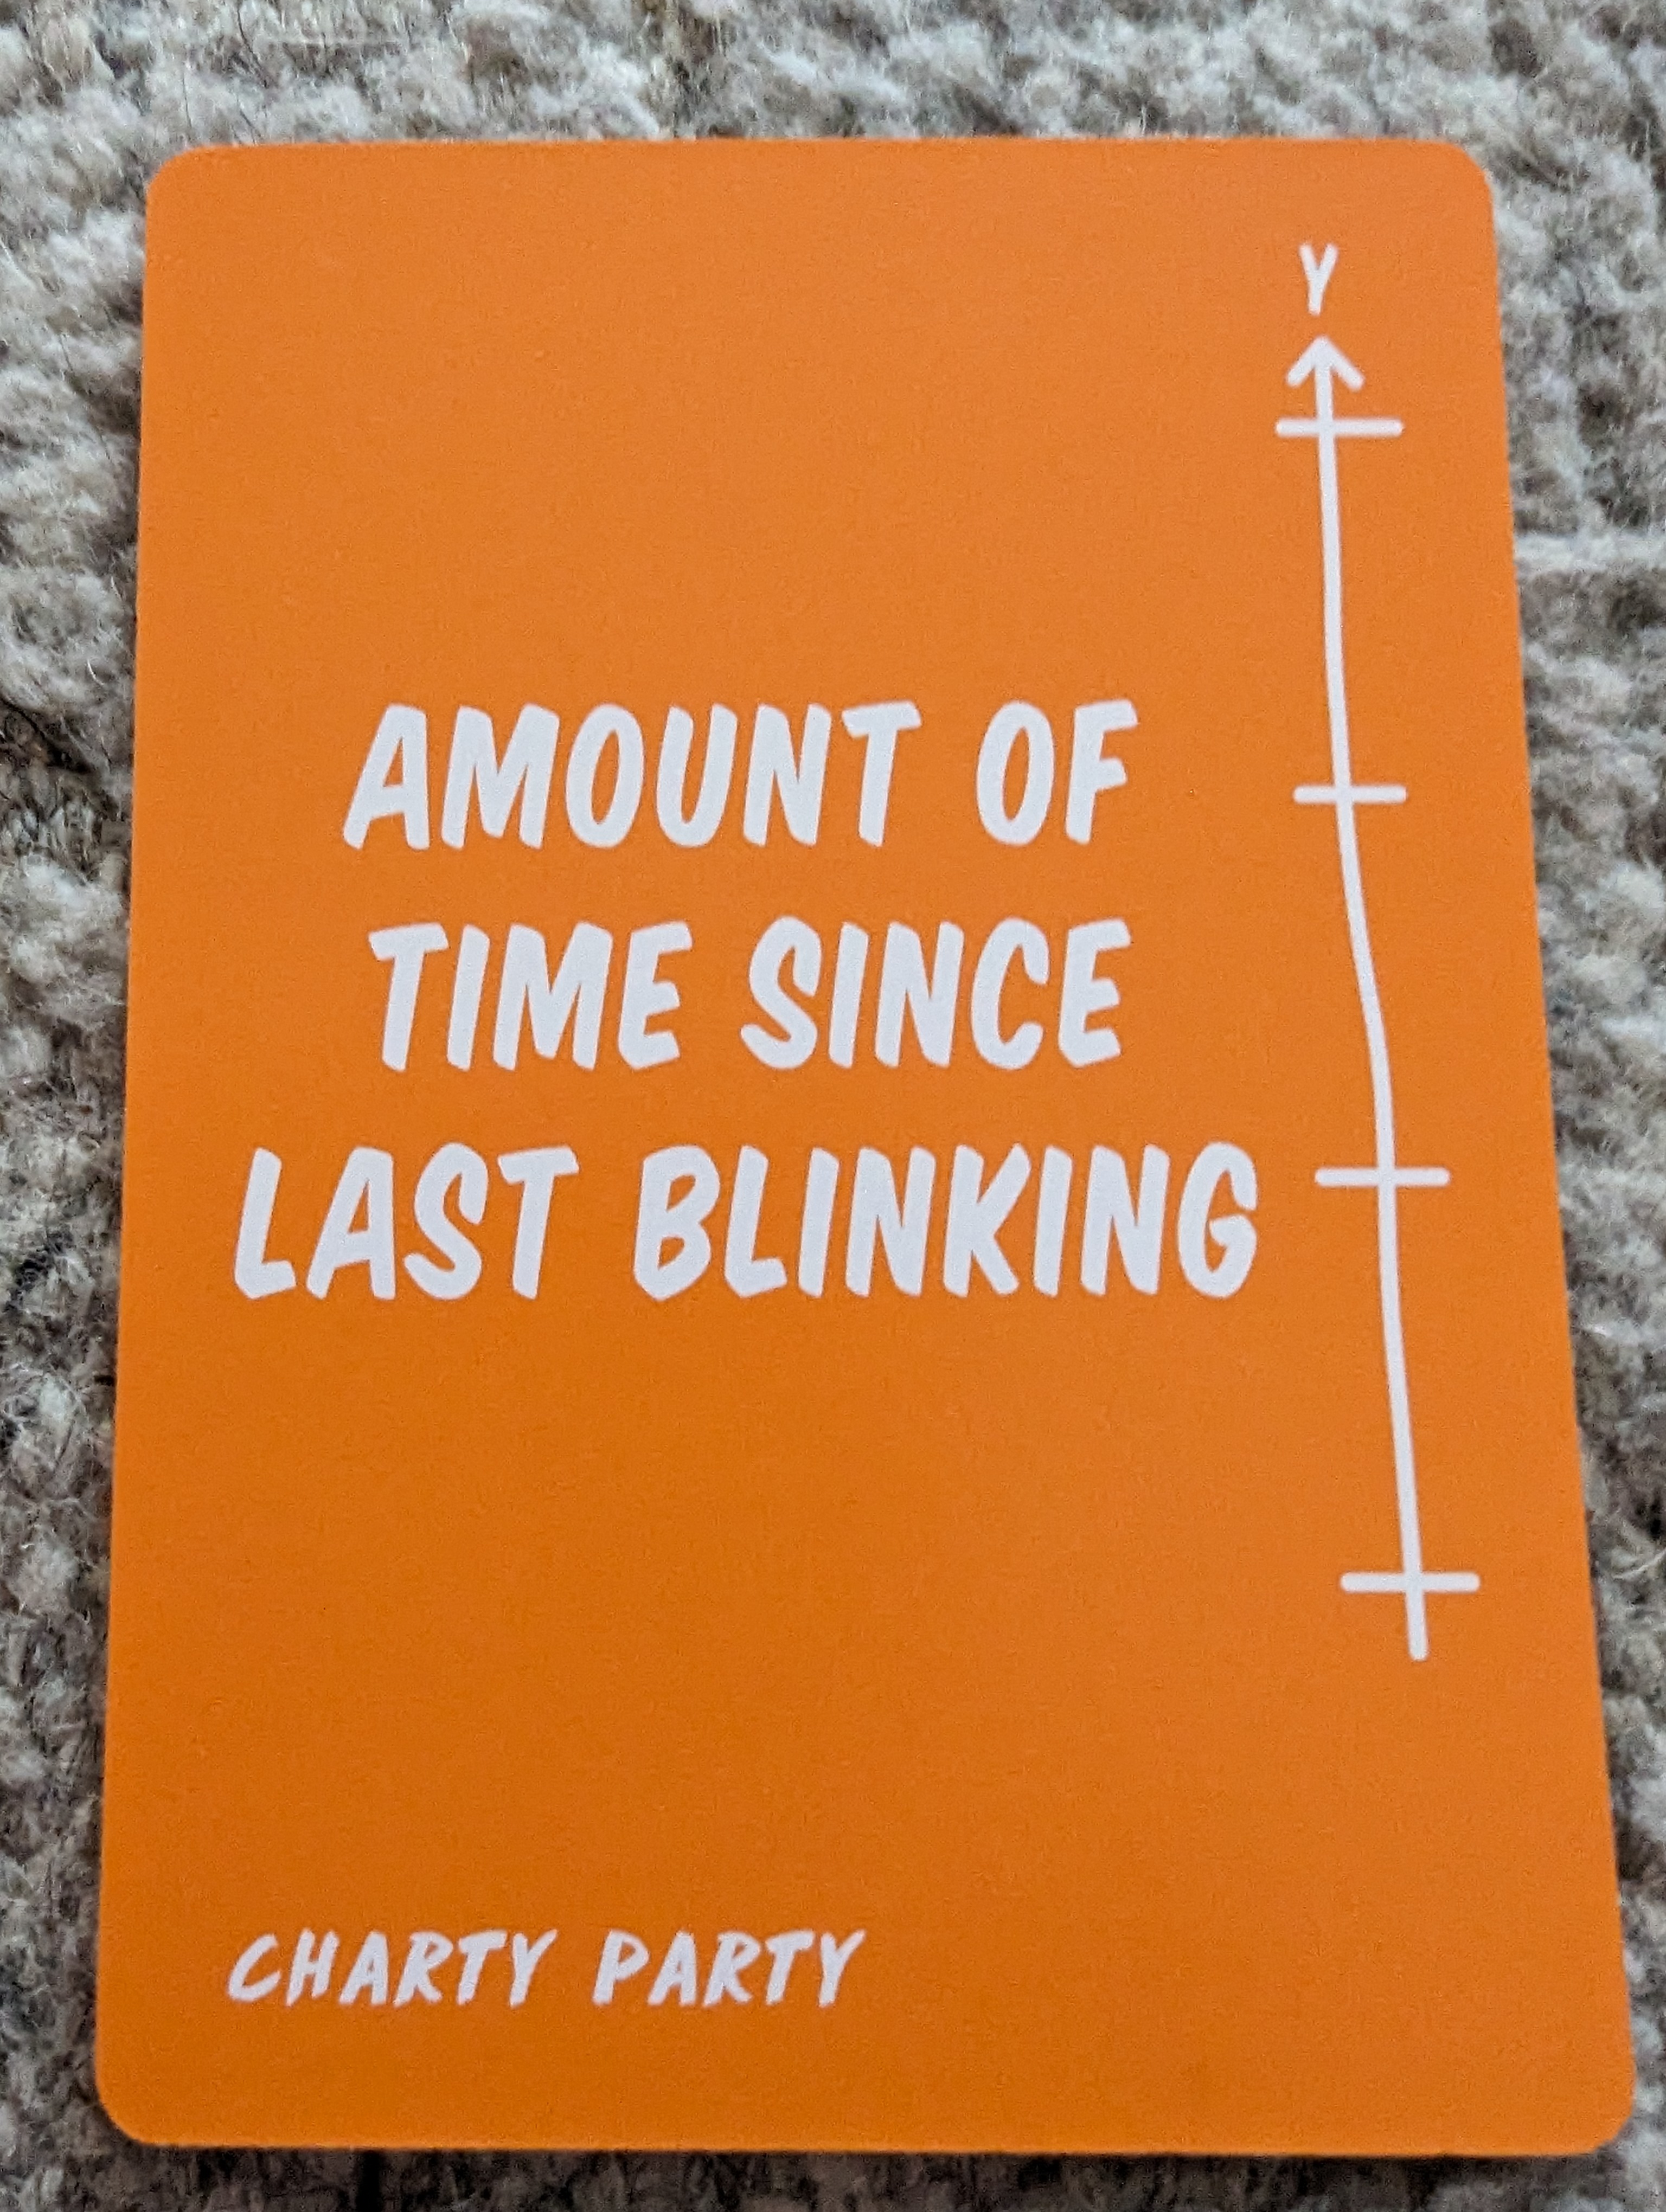 Y
AMOUNT OF
TIME SINCE
LAST BLINKING
CHARTY PARTY